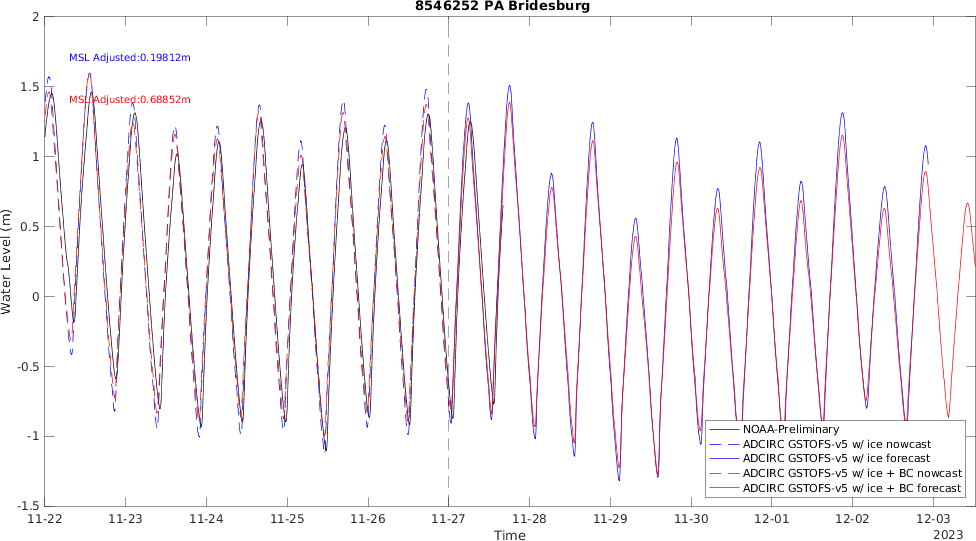 8546252 PA Bridesburg
2
1.5
1
0.5
0
-0.5
-1
-1.5
Water Level (m)
MSL Adjusted:0.19812m
MSL Adjusted:0.68852m
NOAA-Preliminary
ADCIRC GSTOFS-v5 w/ ice nowcast
ADCIRC GSTOFS-v5 w/ ice forecast
ADCIRC GSTOFS-v5 w/ ice + BC nowcast
ADCIRC GSTOFS-v5 w/ ice + BC forecast
11-22 11-23 11-24 11-25 11-26 11-27 11-28 11-29 11-30 12-01 12-02 12-03
Time
2023